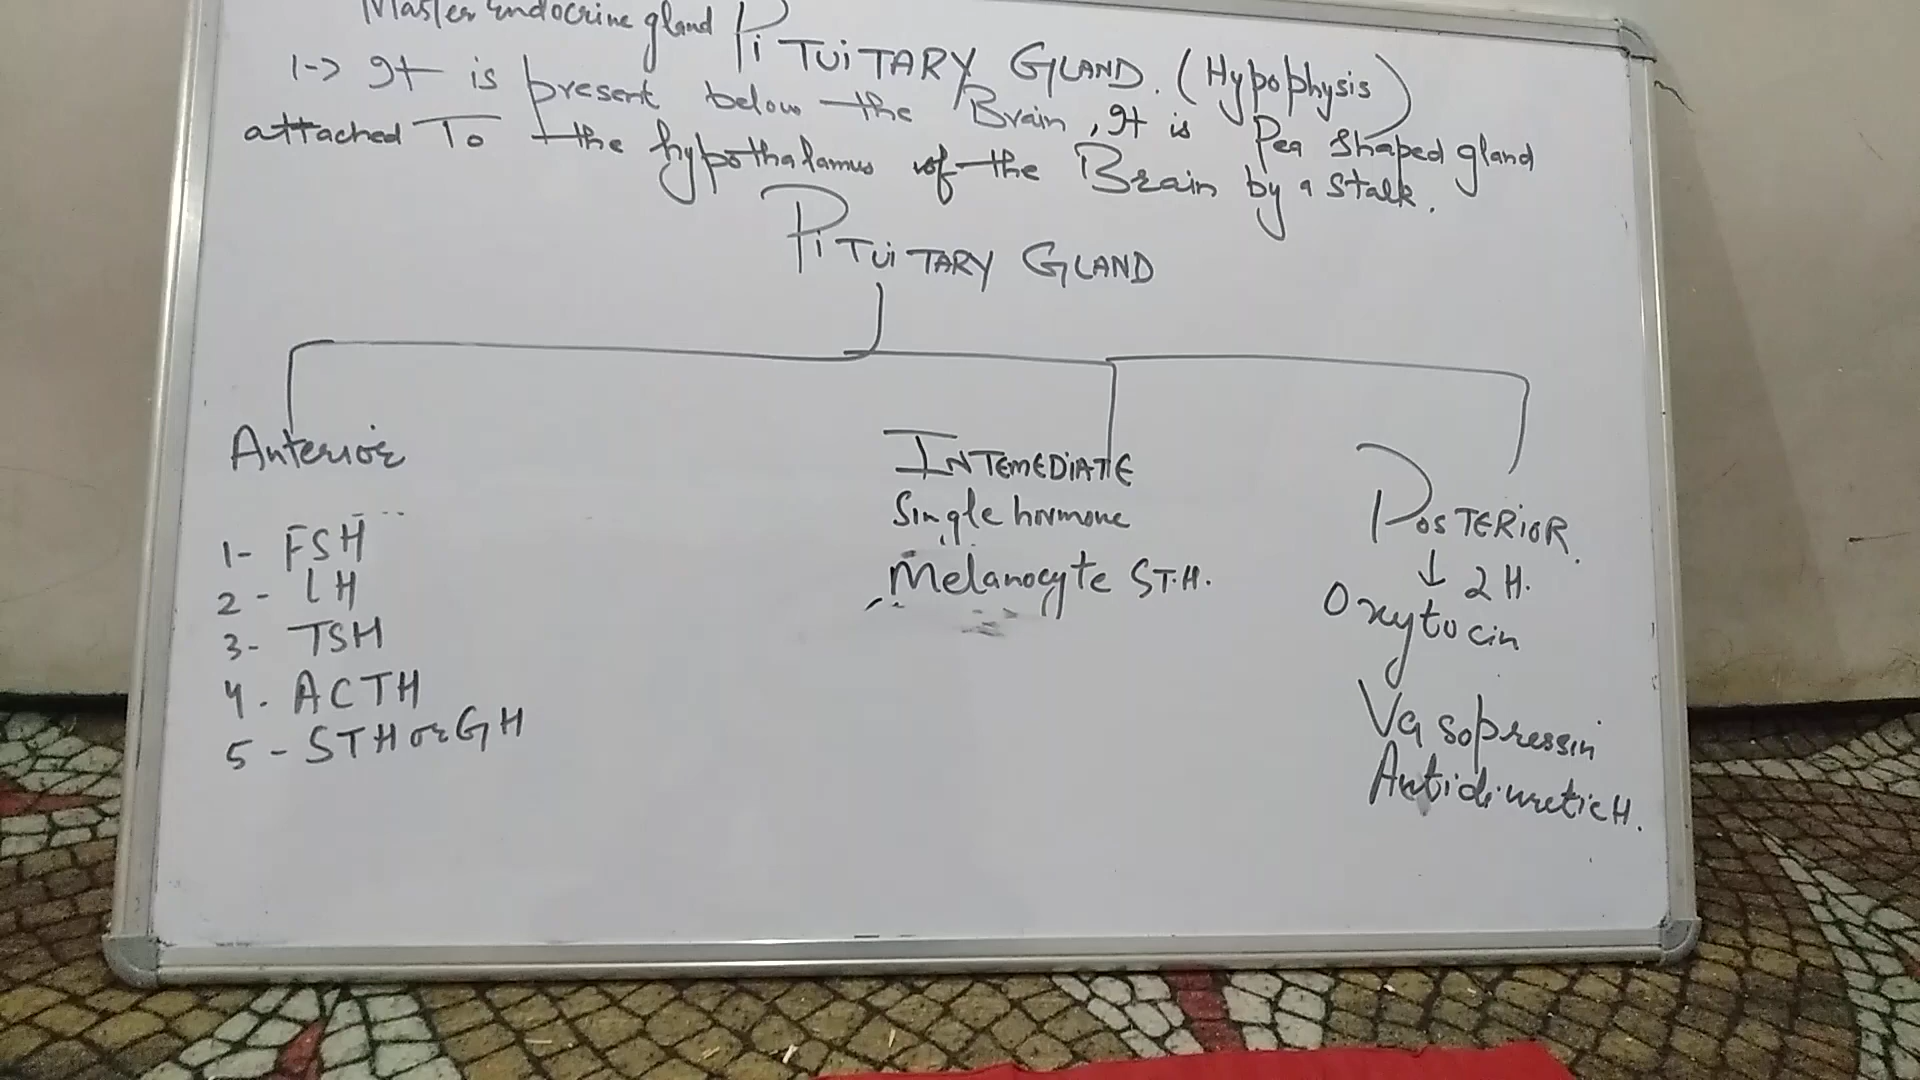 Master endocrine gland PiTUiTARY GLAND. (Hypophysis)
1-> It is present below the Brain, It is Pea Shaped gland
attached To the hypothalamus of the Brain by a stalk.
PiTUiTARY GLAND
Anterior
1- FSH
2- LH
3- TSH
4. ACTH
5- STH or GH
INTEMEDIATE
Single hormone
Melanocyte ST.H.
POSTERIOR.
↓ 2 H.
Oxytocin
Vasopressin
Antidiuretic H.